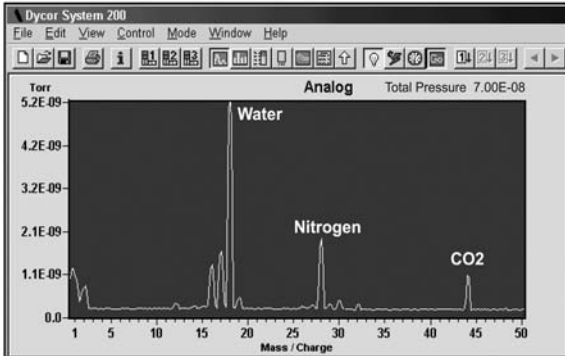 Dycor System 200
File Edit View Control Mode Window Help
Torr Analog Total Pressure 7.00E-08
5.2E-09
Water
4.2E-09
3.2E-09
2.1E-09
Nitrogen
CO2
1.1E-09
0.0
1 5 10 15 20 25 30 35 40 45 50
Mass / Charge